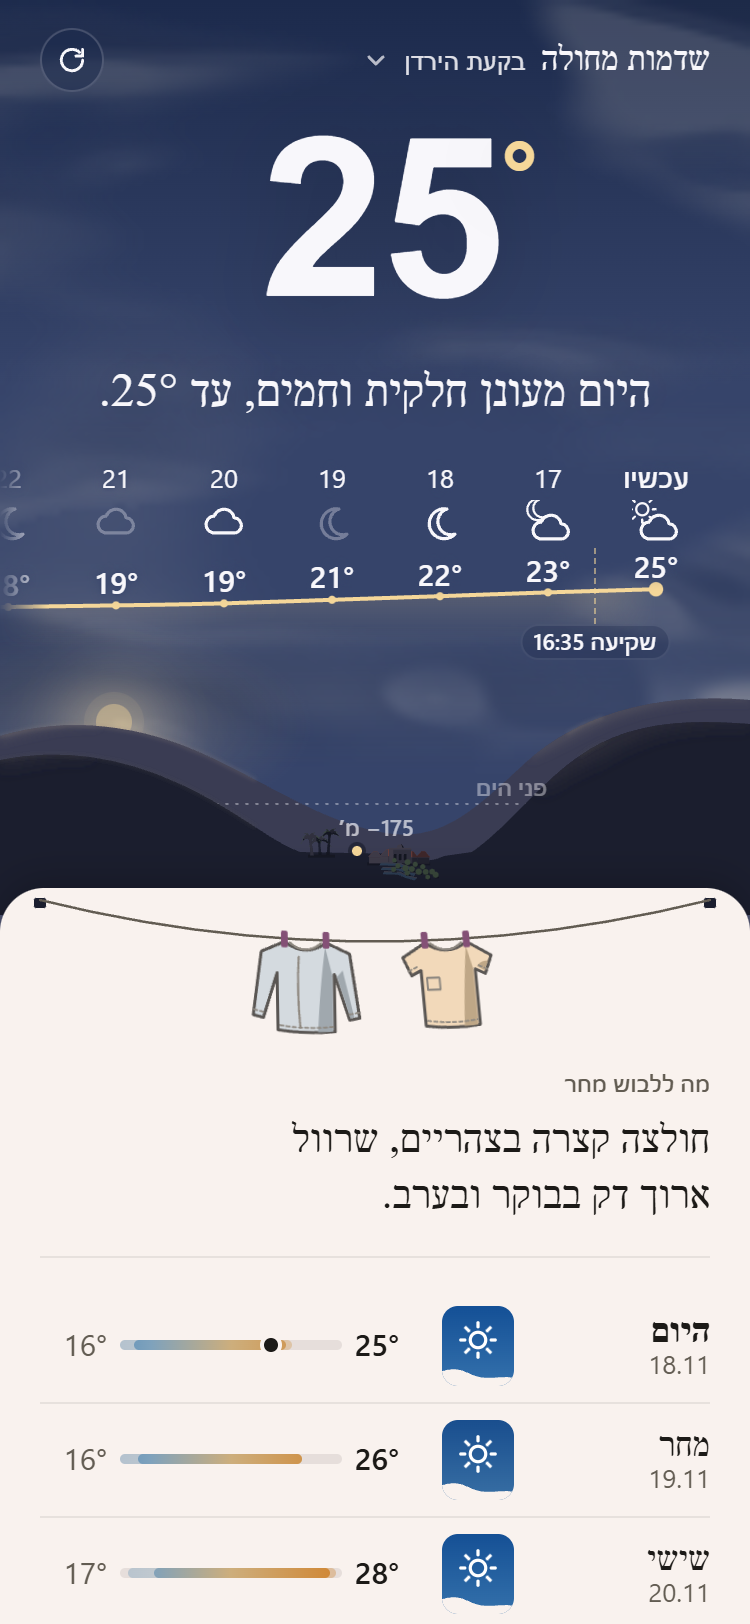 שדמות מחולה בקעת הירדן
25°
היום מעונן חלקית וחמים, עד 25°.
עכשיו 17 18 19 20 21 22
25° 23° 22° 21° 19° 19° 8°
שקיעה 16:35
פני הים
−175 מ׳
מה ללבוש מחר
חולצה קצרה בצהריים, שרוול
ארוך דק בבוקר ובערב.
היום 25° 16°
18.11
מחר 26° 16°
19.11
שישי 28° 17°
20.11